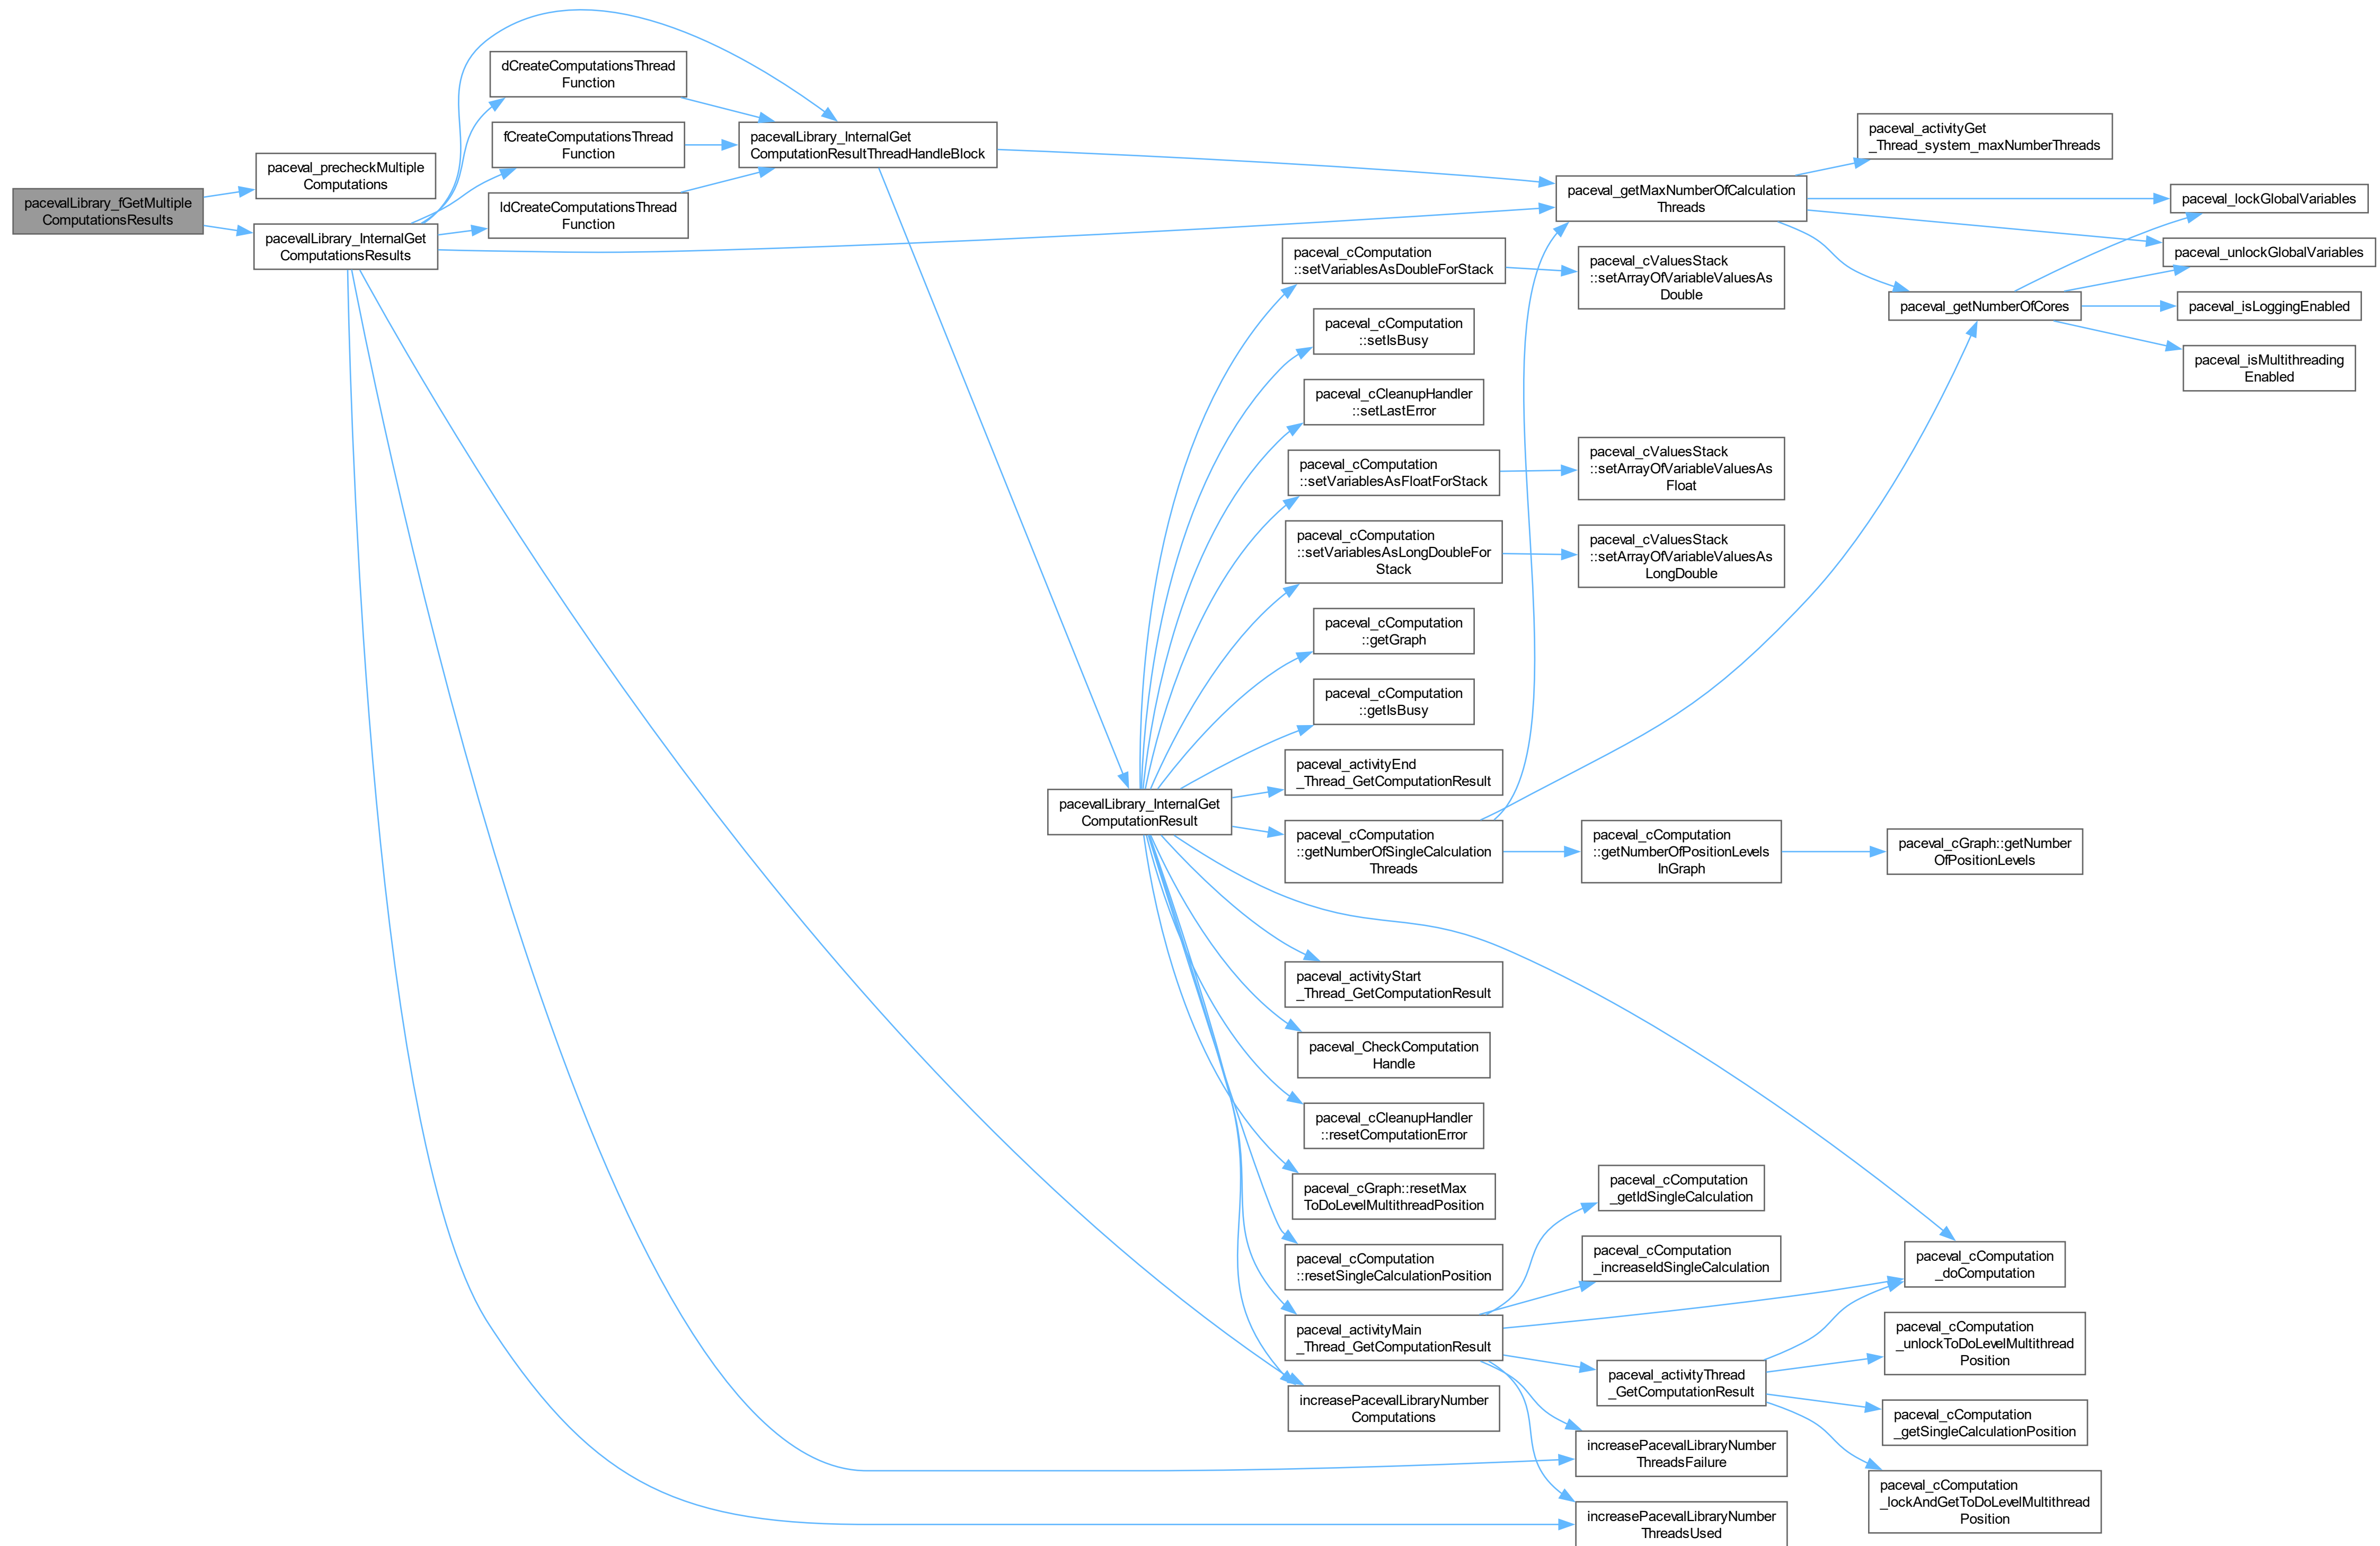 pacevalLibrary_fGetMultiple
ComputationsResults
paceval_precheckMultiple
Computations
pacevalLibrary_InternalGet
ComputationsResults
dCreateComputationsThread
Function
fCreateComputationsThread
Function
ldCreateComputationsThread
Function
pacevalLibrary_InternalGet
ComputationResultThreadHandleBlock
pacevalLibrary_InternalGet
ComputationResult
paceval_cComputation
::setVariablesAsDoubleForStack
paceval_cComputation
::setIsBusy
paceval_cCleanupHandler
::setLastError
paceval_cComputation
::setVariablesAsFloatForStack
paceval_cComputation
::setVariablesAsLongDoubleFor
Stack
paceval_cComputation
::getGraph
paceval_cComputation
::getIsBusy
paceval_activityEnd
_Thread_GetComputationResult
paceval_cComputation
::getNumberOfSingleCalculation
Threads
paceval_activityStart
_Thread_GetComputationResult
paceval_CheckComputation
Handle
paceval_cCleanupHandler
::resetComputationError
paceval_cGraph::resetMax
ToDoLevelMultithreadPosition
paceval_cComputation
::resetSingleCalculationPosition
paceval_activityMain
_Thread_GetComputationResult
increasePacevalLibraryNumber
Computations
paceval_getMaxNumberOfCalculation
Threads
paceval_cValuesStack
::setArrayOfVariableValuesAs
Double
paceval_cValuesStack
::setArrayOfVariableValuesAs
Float
paceval_cValuesStack
::setArrayOfVariableValuesAs
LongDouble
paceval_cComputation
::getNumberOfPositionLevels
InGraph
paceval_cComputation
_getIdSingleCalculation
paceval_cComputation
_increaseIdSingleCalculation
paceval_activityThread
_GetComputationResult
increasePacevalLibraryNumber
ThreadsFailure
increasePacevalLibraryNumber
ThreadsUsed
paceval_activityGet
_Thread_system_maxNumberThreads
paceval_getNumberOfCores
paceval_cGraph::getNumber
OfPositionLevels
paceval_cComputation
_doComputation
paceval_cComputation
_unlockToDoLevelMultithread
Position
paceval_cComputation
_getSingleCalculationPosition
paceval_cComputation
_lockAndGetToDoLevelMultithread
Position
paceval_lockGlobalVariables
paceval_unlockGlobalVariables
paceval_isLoggingEnabled
paceval_isMultithreading
Enabled